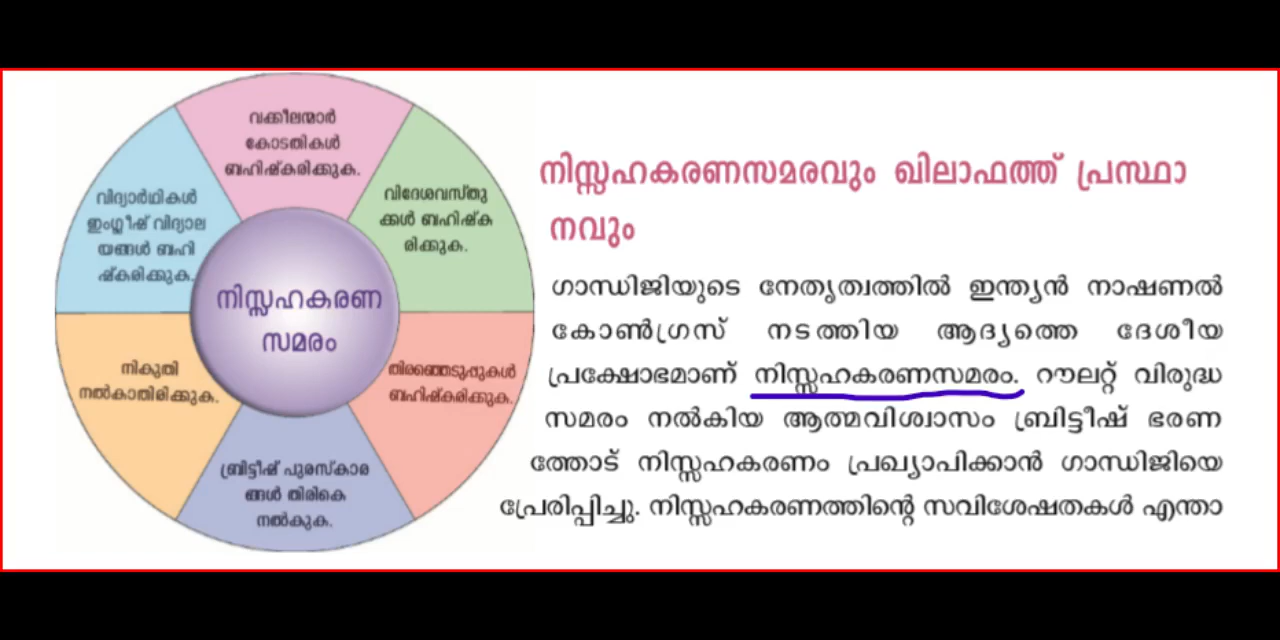 വക്കീലന്മാർ
കോടതികൾ
ബഹിഷ്കരിക്കുക.
വിദേശവസ്തു
ക്കൾ ബഹിഷ്ക
രിക്കുക.
തിരഞ്ഞെടുപ്പുകൾ
ബഹിഷ്കരിക്കുക.
ബ്രിട്ടീഷ് പുരസ്കാര
ങ്ങൾ തിരികെ
നൽകുക.
നികുതി
നൽകാതിരിക്കുക.
വിദ്യാർഥികൾ
ഇംഗ്ലീഷ് വിദ്യാല
യങ്ങൾ ബഹി
ഷ്കരിക്കുക.
നിസ്സഹകരണ
സമരം
നിസ്സഹകരണസമരവും ഖിലാഫത്ത് പ്രസ്ഥാ
നവും
ഗാന്ധിജിയുടെ നേതൃത്വത്തിൽ ഇന്ത്യൻ നാഷണൽ
കോൺഗ്രസ് നടത്തിയ ആദ്യത്തെ ദേശീയ
പ്രക്ഷോഭമാണ് നിസ്സഹകരണസമരം. റൗലറ്റ് വിരുദ്ധ
സമരം നൽകിയ ആത്മവിശ്വാസം ബ്രിട്ടീഷ് ഭരണ
ത്തോട് നിസ്സഹകരണം പ്രഖ്യാപിക്കാൻ ഗാന്ധിജിയെ
പ്രേരിപ്പിച്ചു. നിസ്സഹകരണത്തിന്റെ സവിശേഷതകൾ എന്താ